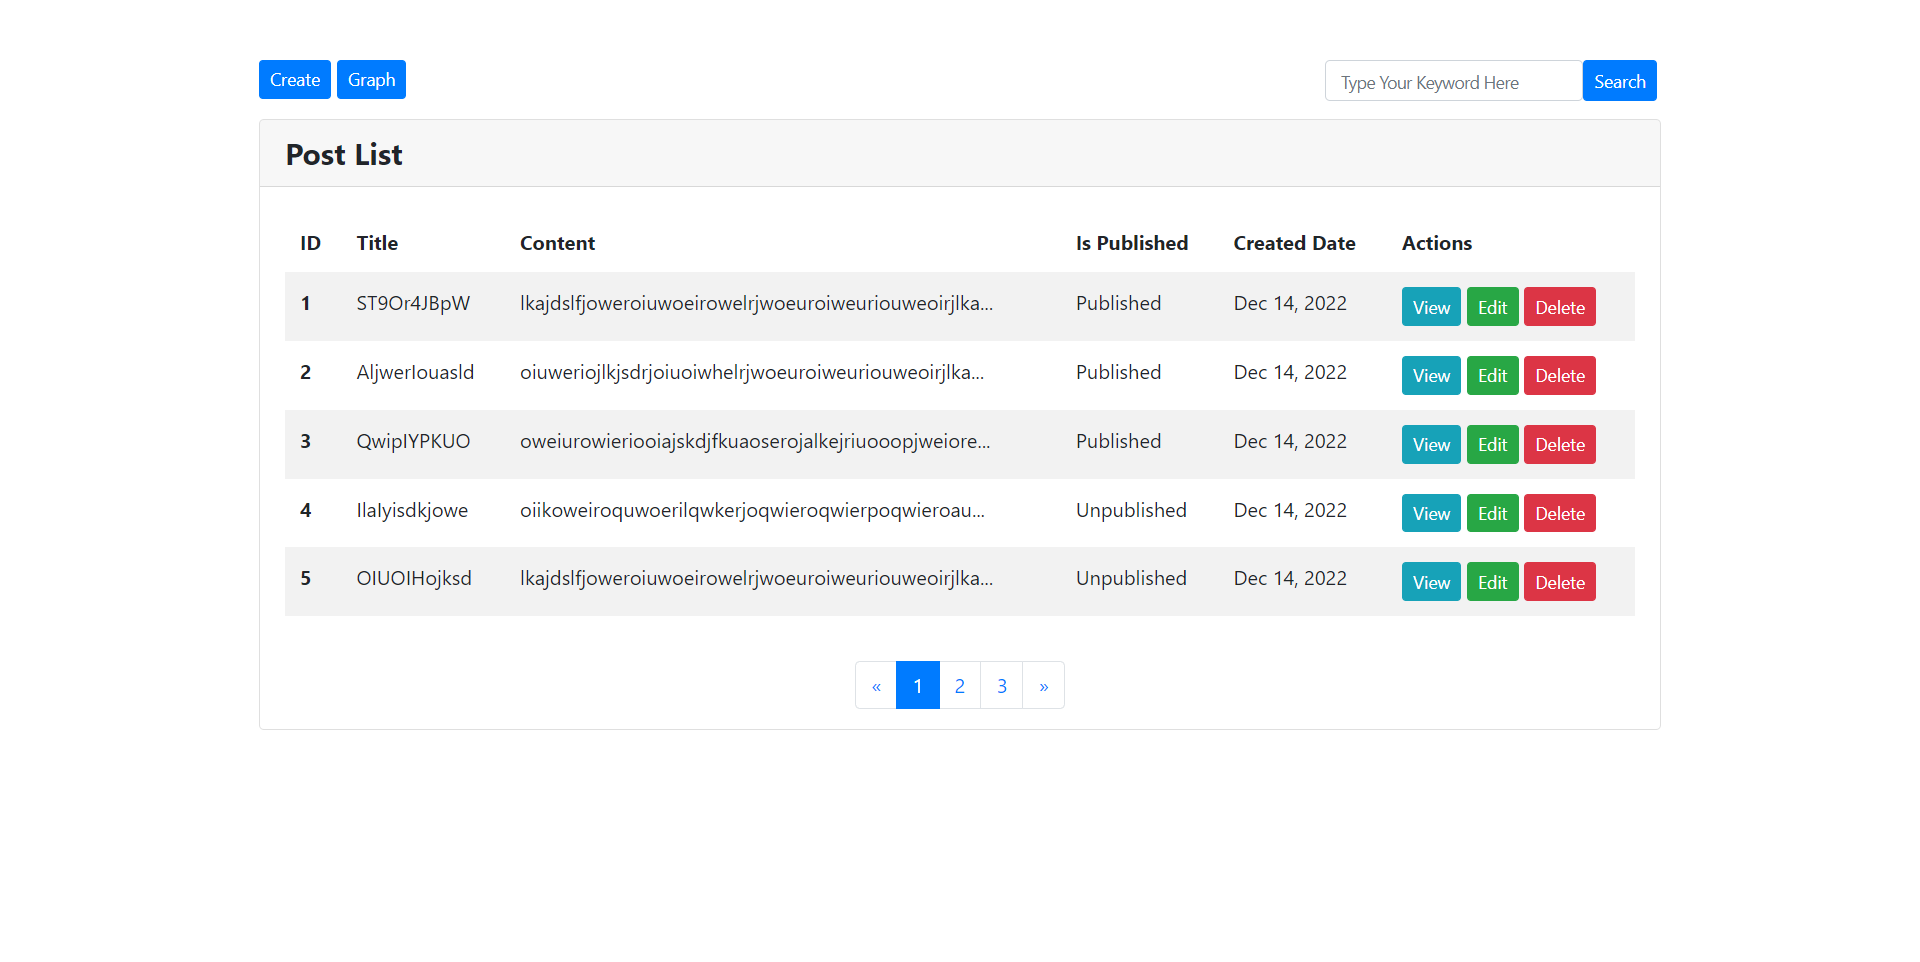 Create Graph Type Your Keyword Here Search
Post List
ID Title Content Is Published Created Date Actions
1 ST9Or4JBpW lkajdslfjoweroiuwoeirowelrjwoeuroiweuriouweoirjlka... Published Dec 14, 2022 View Edit Delete
2 AljwerIouasld oiuweriojlkjsdrjoiuoiwhelrjwoeuroiweuriouweoirjlka... Published Dec 14, 2022 View Edit Delete
3 QwipIYPKUO oweiurowieriooiajskdjfkuaoserojalkejriuooopjweiore... Published Dec 14, 2022 View Edit Delete
4 IlaIyisdkjowe oiikoweiroquwoerilqwkerjoqwieroqwierpoqwieroau... Unpublished Dec 14, 2022 View Edit Delete
5 OIUOIHojksd lkajdslfjoweroiuwoeirowelrjwoeuroiweuriouweoirjlka... Unpublished Dec 14, 2022 View Edit Delete
« 1 2 3 »